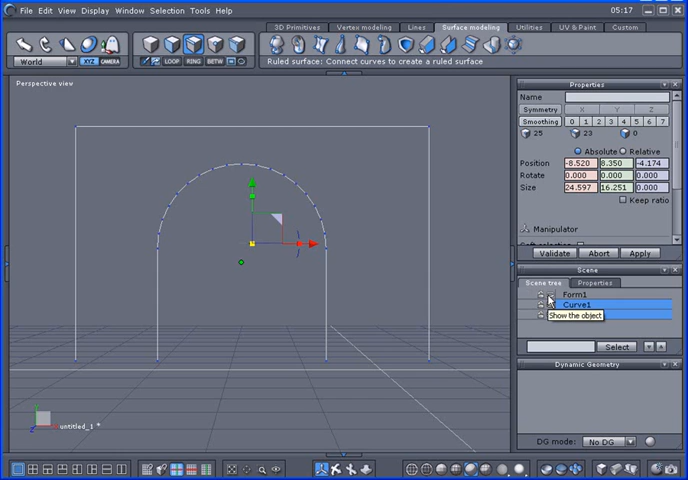 File Edit View Display Window Selection Tools Help 05:17
3D Primitives Vertex modeling Lines Surface modeling Utilities UV & Paint Custom
World XYZ CAMERA LOOP RING BETW
Ruled surface: Connect curves to create a ruled surface
Perspective view
Properties
Name
Symmetry X Y Z
Smoothing 0 1 2 3 4 5 6 7
25 23 0
Absolute Relative
Position -8.520 8.350 -4.174
Rotate 0.000 0.000 0.000
Size 24.597 16.251 0.000
Keep ratio
Manipulator
Validate Abort Apply
Scene
Scene tree Properties
Form1
Curve1
Show the object
Select
Dynamic Geometry
untitled_1 *
DG mode: No DG